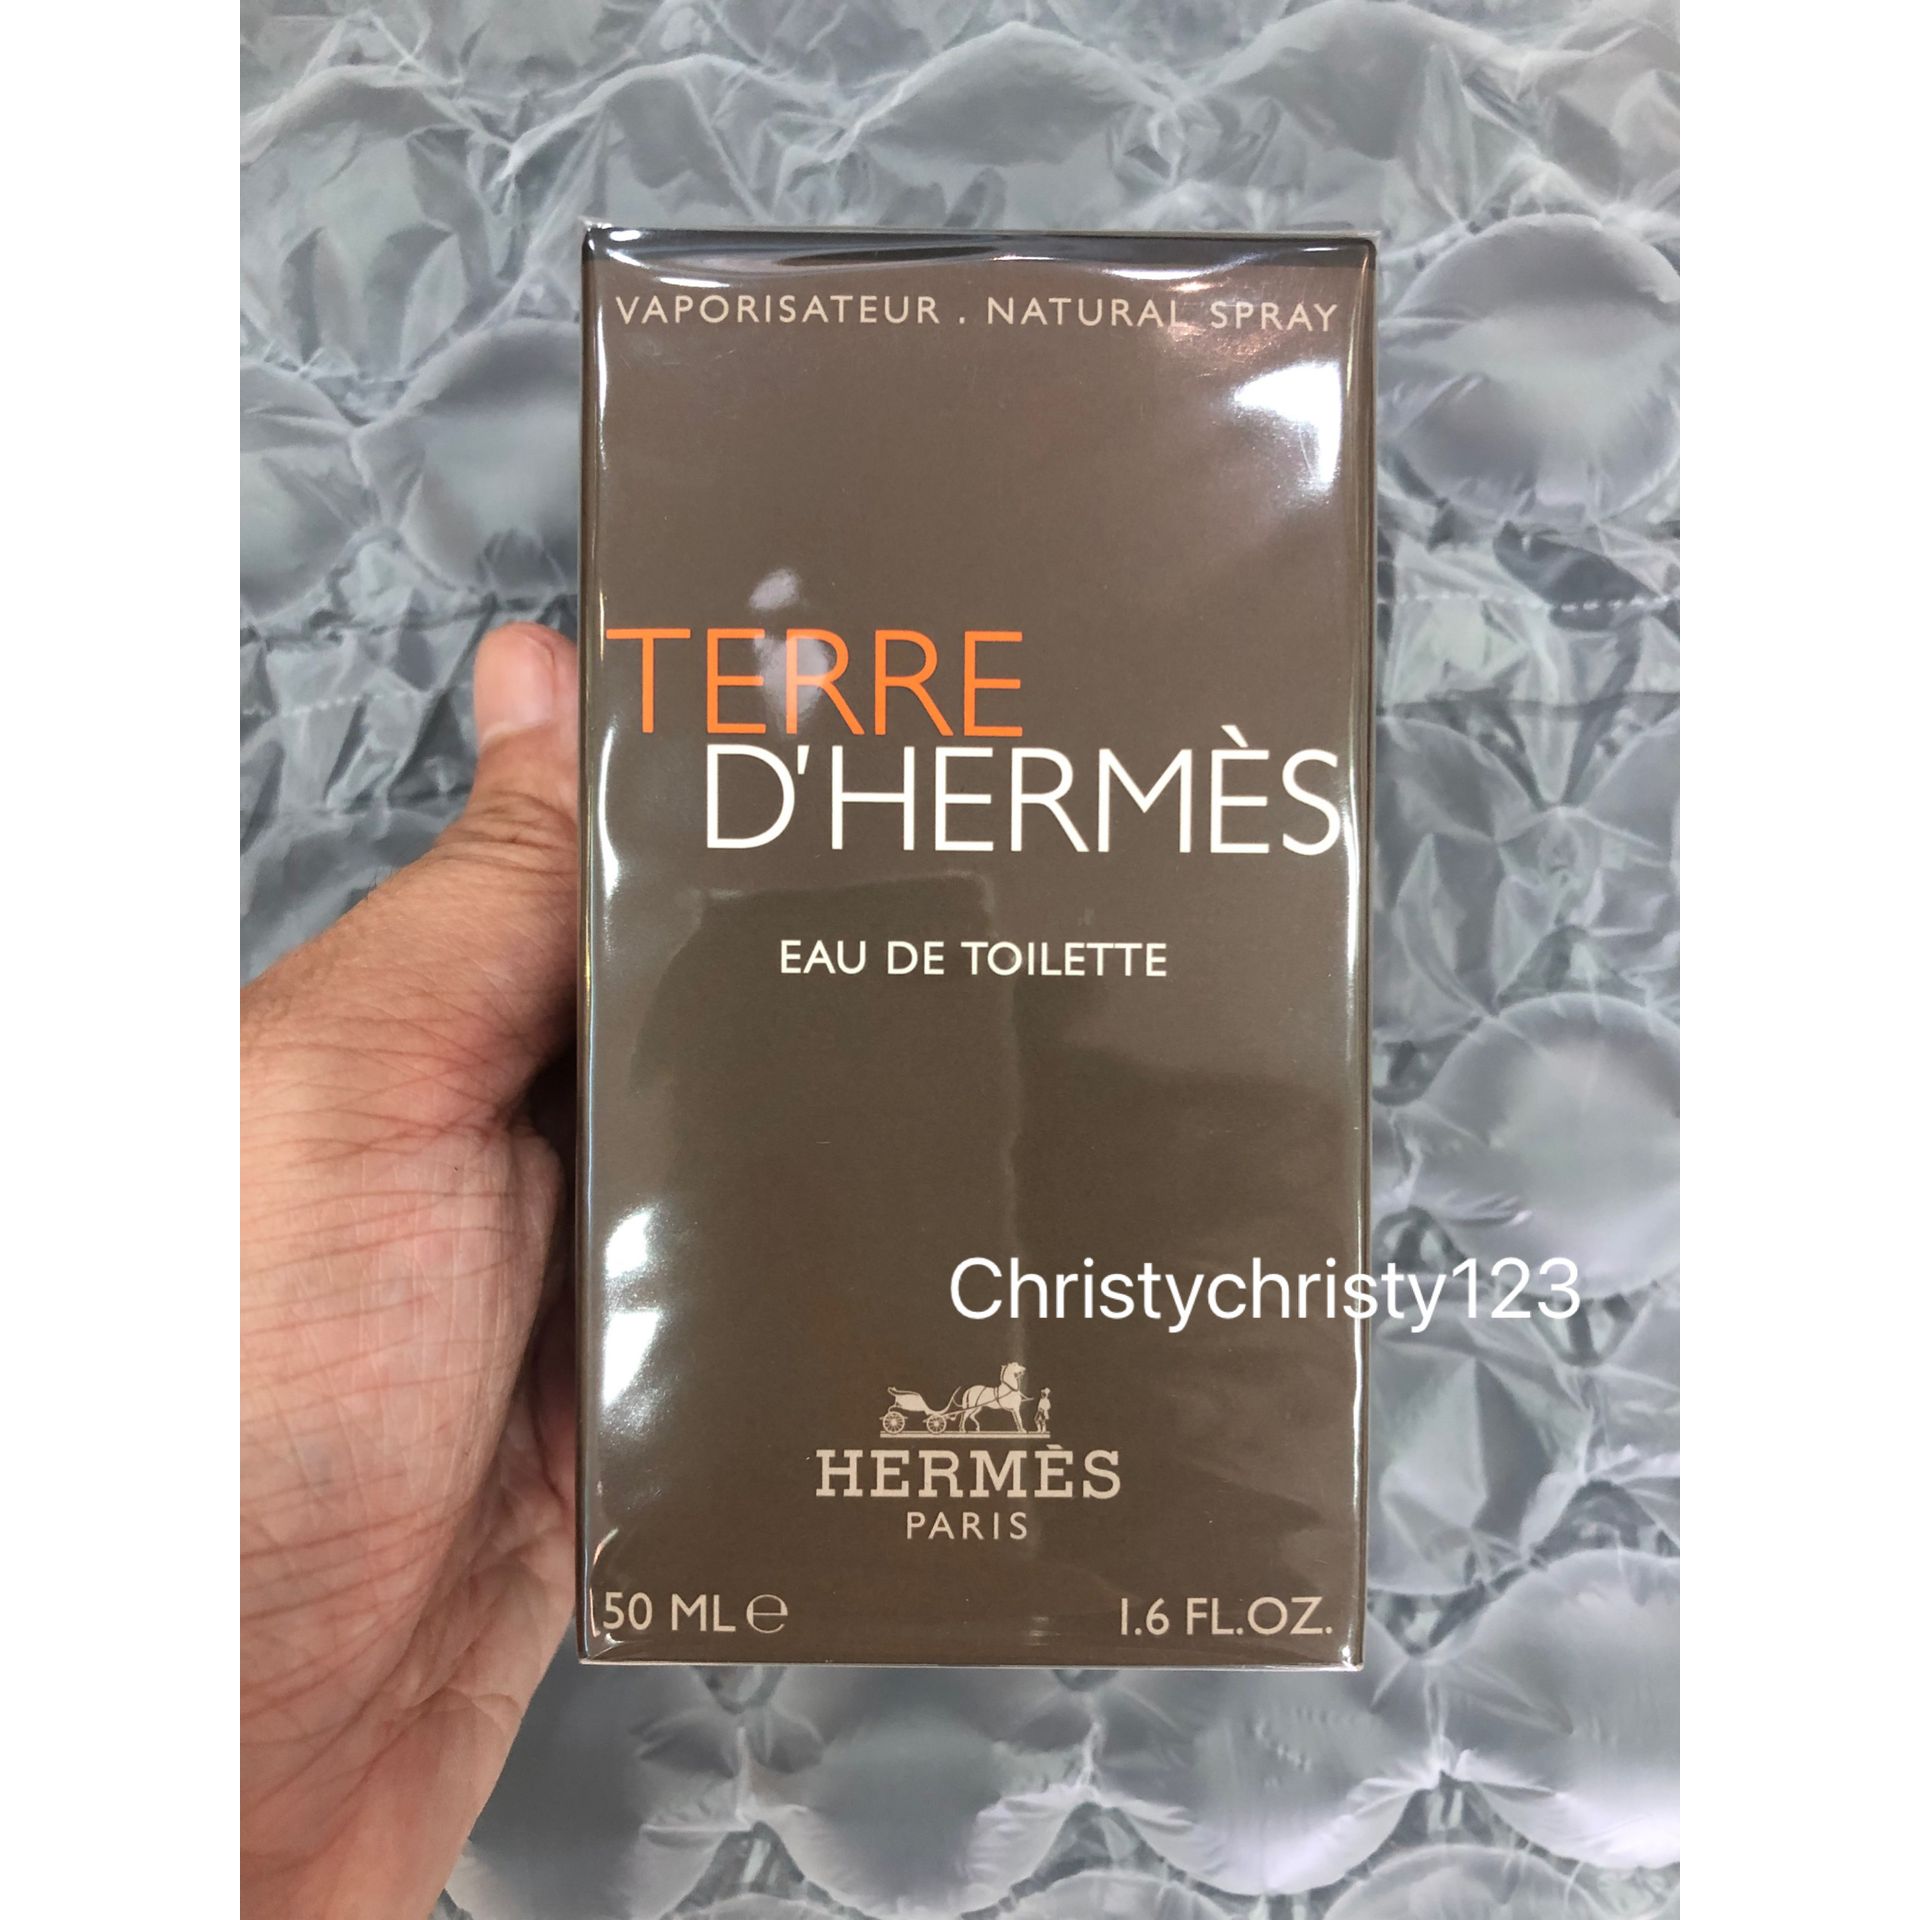 VAPORISATEUR . NATURAL SPRAY
TERRE
D'HERMÈS
EAU DE TOILETTE
Christychristy123
HERMÈS
PARIS
50 ML ℮ 1.6 FL.OZ.